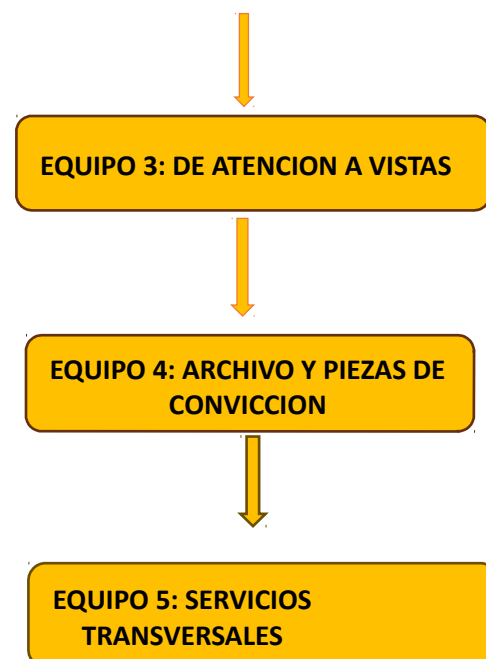 EQUIPO 3: DE ATENCION A VISTAS
EQUIPO 4: ARCHIVO Y PIEZAS DE
CONVICCION
EQUIPO 5: SERVICIOS
TRANSVERSALES